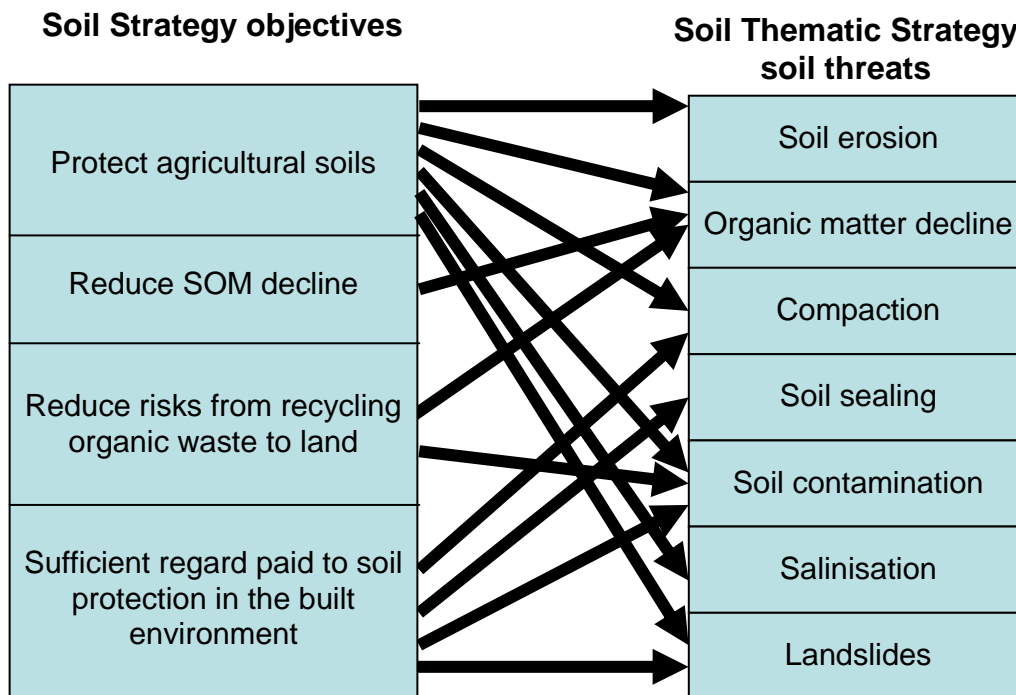 Soil Strategy objectives
Protect agricultural soils
Reduce SOM decline
Reduce risks from recycling
organic waste to land
Sufficient regard paid to soil
protection in the built
environment
Soil Thematic Strategy
soil threats
Soil erosion
Organic matter decline
Compaction
Soil sealing
Soil contamination
Salinisation
Landslides